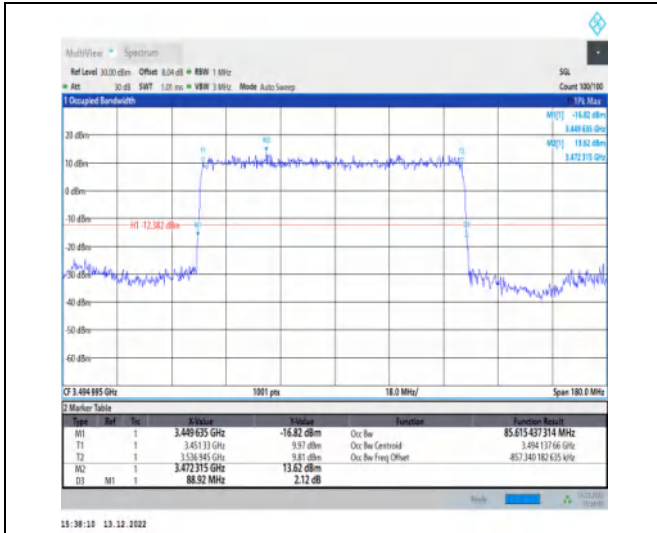 MultiView Spectrum
Ref Level 30.00 dBm Offset 8.04 dB RBW 1 MHz SGL
Att 30 dB SWT 1.01 ms VBW 3 MHz Mode Auto Sweep Count 100/100
1 Occupied Bandwidth 1Pk Max
M1[1] -16.82 dBm
3.449 635 GHz
M2[1] 13.62 dBm
3.472 315 GHz
20 dBm
M2
T1
T2
10 dBm
0 dBm
-10 dBm
H1 -12.382 dBm
M1
D3
-20 dBm
-30 dBm
-40 dBm
-50 dBm
-60 dBm
CF 3.494 995 GHz 1001 pts 18.0 MHz/ Span 180.0 MHz
2 Marker Table
Type Ref Trc X-Value Y-Value Function Function Result
M1 1 3.449 635 GHz -16.82 dBm Occ Bw 85.615 437 314 MHz
T1 1 3.451 33 GHz 9.97 dBm Occ Bw Centroid 3.494 137 66 GHz
T2 1 3.536 945 GHz 9.81 dBm Occ Bw Freq Offset -857.340 182 635 kHz
M2 1 3.472 315 GHz 13.62 dBm
D3 M1 1 88.92 MHz 2.12 dB
Ready 13.12.2022
15:38:10 13.12.2022